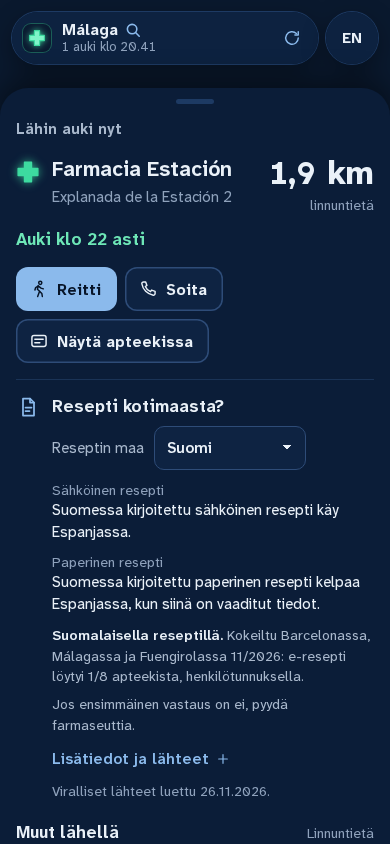 Málaga
1 auki klo 20.41
EN
Lähin auki nyt
Farmacia Estación
1,9 km
Explanada de la Estación 2
linnuntietä
Auki klo 22 asti
Reitti
Soita
Näytä apteekissa
Resepti kotimaasta?
Reseptin maa
Suomi
Sähköinen resepti
Suomessa kirjoitettu sähköinen resepti käy
Espanjassa.
Paperinen resepti
Suomessa kirjoitettu paperinen resepti kelpaa
Espanjassa, kun siinä on vaaditut tiedot.
Suomalaisella reseptillä. Kokeiltu Barcelonassa,
Málagassa ja Fuengirolassa 11/2026: e-resepti
löytyi 1/8 apteekista, henkilötunnuksella.
Jos ensimmäinen vastaus on ei, pyydä
farmaseuttia.
Lisätiedot ja lähteet +
Viralliset lähteet luettu 26.11.2026.
Muut lähellä
Linnuntietä